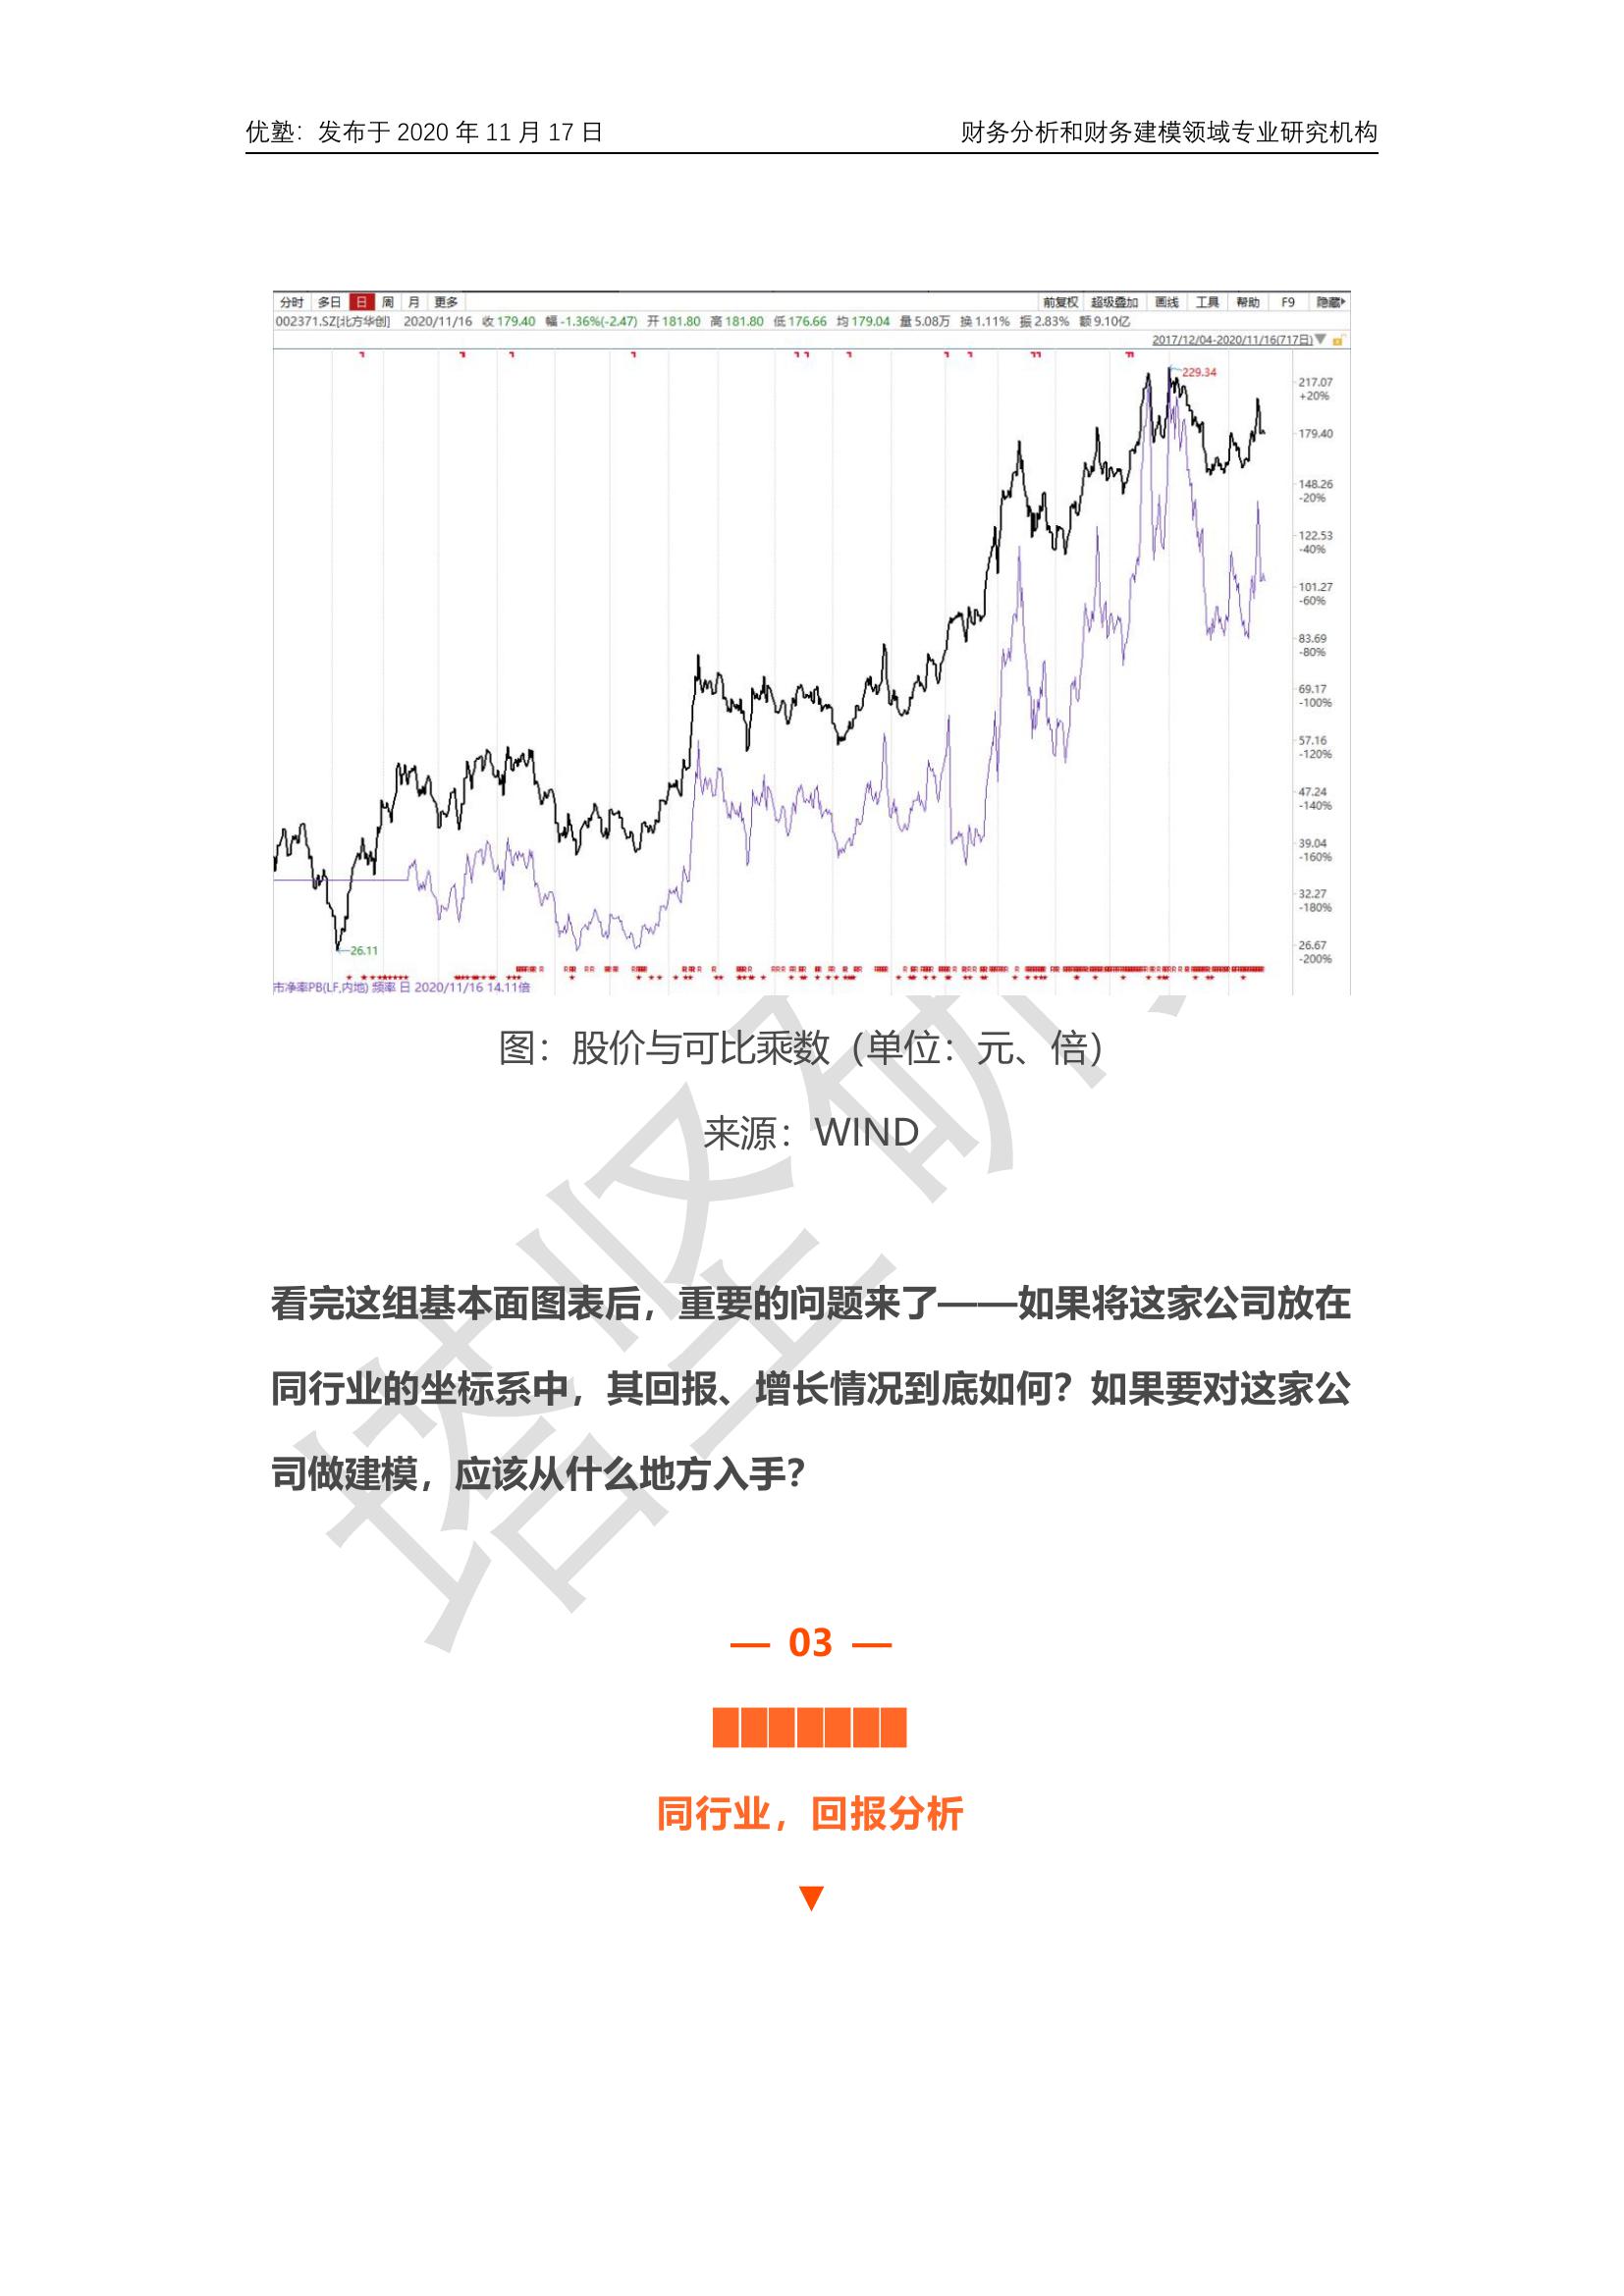 优塾：发布于 2020 年 11 月 17 日
财务分析和财务建模领域专业研究机构
分时 多日 日 周 月 更多
前复权 超级叠加 画线 工具 帮助 F9 隐藏
002371.SZ[北方华创] 2020/11/16 收 179.40 幅 -1.36%(-2.47) 开 181.80 高 181.80 低 176.66 均 179.04 量 5.08万 换 1.11% 振 2.83% 额 9.10亿
2017/12/04-2020/11/16(717日)
229.34
217.07
+20%
179.40
148.26
-20%
122.53
-40%
101.27
-60%
83.69
-80%
69.17
-100%
57.16
-120%
47.24
-140%
39.04
-160%
32.27
-180%
26.67
-200%
26.11
市净率PB(LF,内地) 频率 日 2020/11/16 14.11倍
图：股价与可比乘数（单位：元、倍）
来源：WIND
看完这组基本面图表后，重要的问题来了——如果将这家公司放在
同行业的坐标系中，其回报、增长情况到底如何？如果要对这家公
司做建模，应该从什么地方入手？
— 03 —
同行业，回报分析
塔坚研